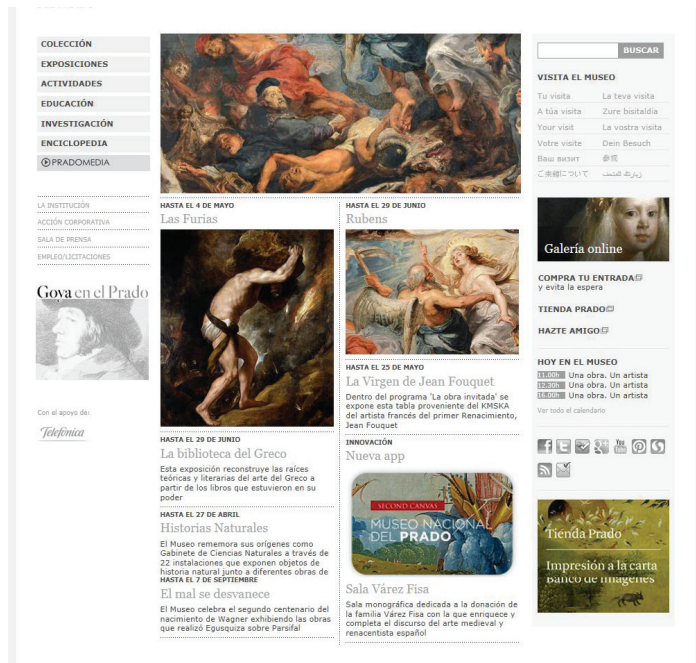 COLECCIÓN
EXPOSICIONES
ACTIVIDADES
EDUCACIÓN
INVESTIGACIÓN
ENCICLOPEDIA
PRADOMEDIA
LA INSTITUCIÓN
ACCIÓN CORPORATIVA
SALA DE PRENSA
EMPLEO/LICITACIONES
Goya en el Prado
Con el apoyo de:
Telefónica
HASTA EL 4 DE MAYO
Las Furias
HASTA EL 29 DE JUNIO
La biblioteca del Greco
Esta exposición reconstruye las raíces
teóricas y literarias del arte del Greco a
partir de los libros que estuvieron en su
poder
HASTA EL 27 DE ABRIL
Historias Naturales
El Museo rememora sus orígenes como
Gabinete de Ciencias Naturales a través de
22 instalaciones que exponen objetos de
historia natural junto a diferentes obras de
HASTA EL 7 DE SEPTIEMBRE
El mal se desvanece
El Museo celebra el segundo centenario del
nacimiento de Wagner exhibiendo las obras
que realizó Egusquiza sobre Parsifal
HASTA EL 29 DE JUNIO
Rubens
HASTA EL 25 DE MAYO
La Virgen de Jean Fouquet
Dentro del programa 'La obra invitada' se
expone esta tabla proveniente del KMSKA
del artista francés del primer Renacimiento,
Jean Fouquet
INNOVACIÓN
Nueva app
SECOND CANVAS
MUSEO NACIONAL
DEL PRADO
Sala Várez Fisa
Sala monográfica dedicada a la donación de
la familia Várez Fisa con la que enriquece y
completa el discurso del arte medieval y
renacentista español
BUSCAR
VISITA EL MUSEO
Tu visita La teva visita
A túa visita Zure bisitaldia
Your visit La vostra visita
Votre visite Dein Besuch
Ваш визит 参观
ご来館について زيارتك للمتحف
Galería online
COMPRA TU ENTRADA
y evita la espera
TIENDA PRADO
HAZTE AMIGO
HOY EN EL MUSEO
11.00h Una obra. Un artista
12.30h Una obra. Un artista
16.00h Una obra. Un artista
Ver todo el calendario
Tienda Prado
Impresión a la carta
Banco de imágenes